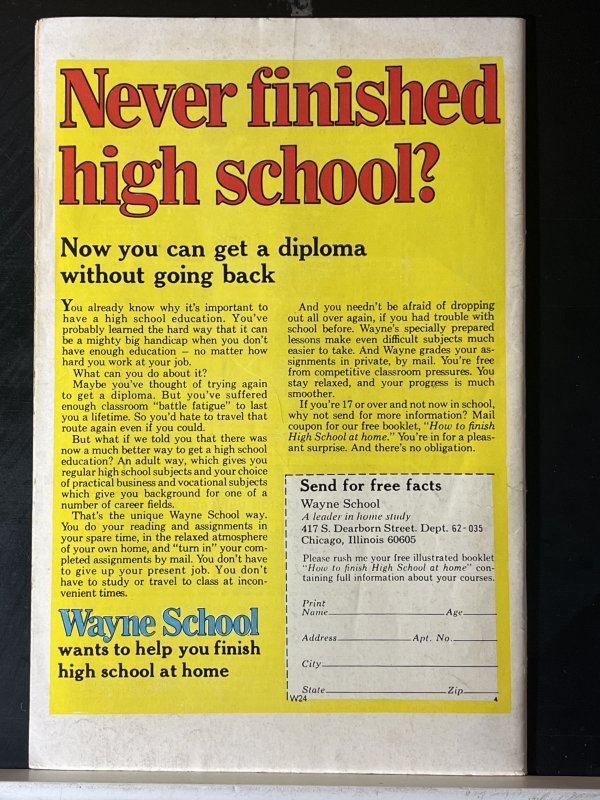 Never finished
high school?
Now you can get a diploma
without going back
You already know why it's important to
have a high school education. You've
probably learned the hard way that it can
be a mighty big handicap when you don't
have enough education — no matter how
hard you work at your job.
What can you do about it?
Maybe you've thought of trying again
to get a diploma. But you've suffered
enough classroom "battle fatigue" to last
you a lifetime. So you'd hate to travel that
route again even if you could.
But what if we told you that there was
now a much better way to get a high school
education? An adult way, which gives you
regular high school subjects and your choice
of practical business and vocational subjects
which give you background for one of a
number of career fields.
That's the unique Wayne School way.
You do your reading and assignments in
your spare time, in the relaxed atmosphere
of your own home, and "turn in" your com-
pleted assignments by mail. You don't have
to give up your present job. You don't
have to study or travel to class at incon-
venient times.
Wayne School
wants to help you finish
high school at home
And you needn't be afraid of dropping
out all over again, if you had trouble with
school before. Wayne's specially prepared
lessons make even difficult subjects much
easier to take. And Wayne grades your as-
signments in private, by mail. You're free
from competitive classroom pressures. You
stay relaxed, and your progress is much
smoother.
If you're 17 or over and not now in school,
why not send for more information? Mail
coupon for our free booklet, "How to finish
High School at home." You're in for a pleas-
ant surprise. And there's no obligation.
Send for free facts
Wayne School
A leader in home study
417 S. Dearborn Street. Dept. 62-035
Chicago, Illinois 60605
Please rush me your free illustrated booklet
"How to finish High School at home" con-
taining full information about your courses.
Print
Name Age
Address Apt. No.
City
State Zip
W24 4